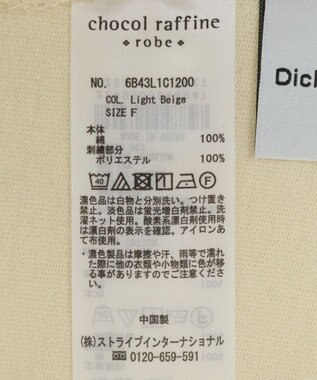 chocol raffine
robe
Dick
NO. 6B43L1C1200
COL. Light Beige
SIZE F
本体
綿 100%
刺繍部分
ポリエステル 100%
40
F
濃色品は白物と分別洗い。つけ置き
禁止。淡色品は蛍光増白剤禁止。洗
濯ネット使用。酸素系漂白剤使用時
は漂白剤の表示を確認。アイロンあ
て布使用。
・濃色製品は摩擦や汗、雨等で濡れ
た際に他の衣類や小物類に色が移
る事がありますのでご注意くださ
い。
中国製
(株)ストライプインターナショナル
☎ 0120-659-591